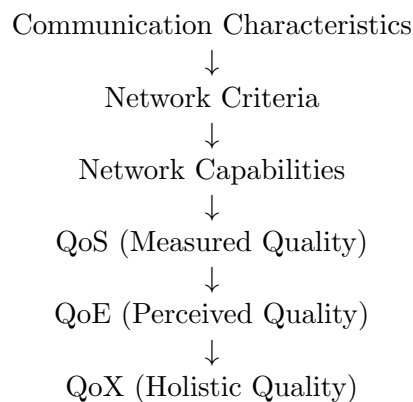 Communication Characteristics
↓
Network Criteria
↓
Network Capabilities
↓
QoS (Measured Quality)
↓
QoE (Perceived Quality)
↓
QoX (Holistic Quality)